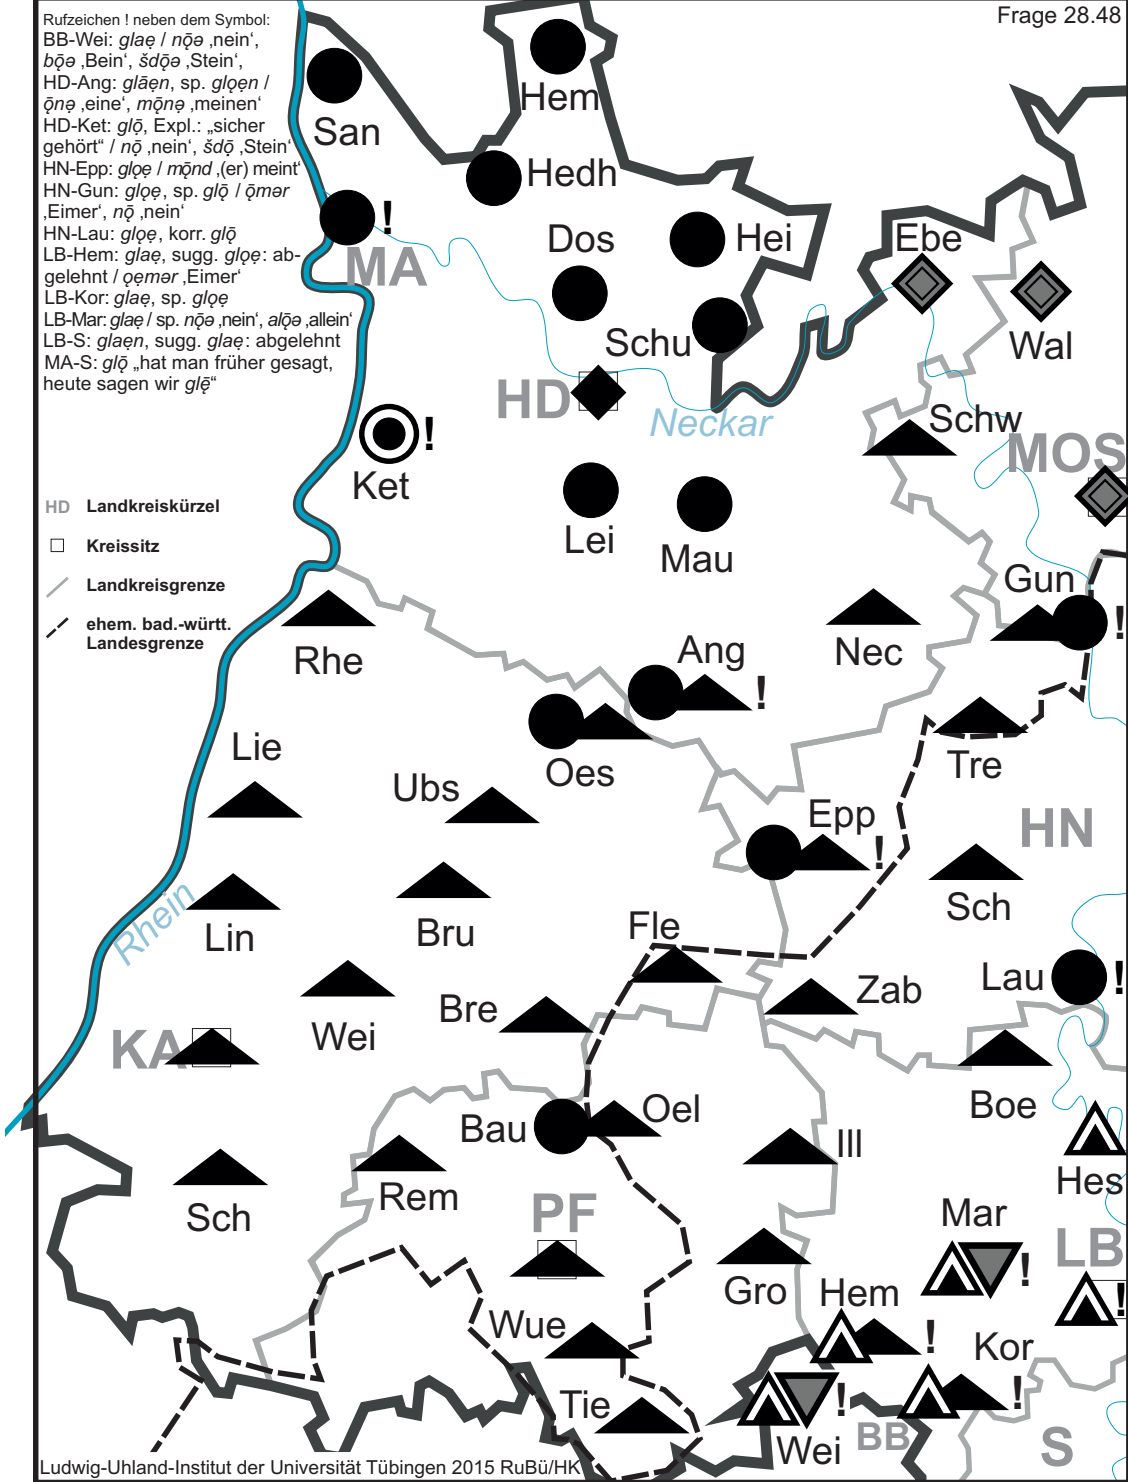 Frage 28.48
Rufzeichen ! neben dem Symbol:
BB-Wei: glaę / nǭə ‚nein‘,
bǭə ‚Bein‘, šdǭə ‚Stein‘,
HD-Ang: glāęn, sp. glǫęn /
ǭnə ‚eine‘, mǭnə ‚meinen‘
HD-Ket: glǭ, Expl.: „sicher
gehört“ / nǭ ‚nein‘, šdǭ ‚Stein‘
HN-Epp: glǫę / mǭnd ‚(er) meint‘
HN-Gun: glǫę, sp. glǭ / ǭmər
‚Eimer‘, nǭ ‚nein‘
HN-Lau: glǫę, korr. glǭ
LB-Hem: glaę, sugg. glǫę: ab-
gelehnt / ǫęmər ‚Eimer‘
LB-Kor: glaę, sp. glǫę
LB-Mar: glaę / sp. nǭə ‚nein‘, alǭə ‚allein‘
LB-S: glaęn, sugg. glaę: abgelehnt
MA-S: glǭ „hat man früher gesagt,
heute sagen wir glę̄“
HD Landkreiskürzel
Kreissitz
Landkreisgrenze
ehem. bad.-württ.
Landesgrenze
San
Hem
Hedh
!
MA
Dos
Hei
Ebe
Schu
Wal
HD
Neckar
Schw
MOS
!
Ket
Lei
Mau
Gun
!
Rhe
Ang
!
Nec
Oes
Tre
Lie
Ubs
Epp
!
HN
Rhein
Lin
Bru
Sch
Fle
Lau
!
Wei
Bre
Zab
KA
Boe
Bau
Oel
Ill
Hes
Sch
Rem
PF
Mar
!
LB
!
Gro
Hem
!
Wue
Kor
!
Tie
Wei
!
BB
S
Ludwig-Uhland-Institut der Universität Tübingen 2015 RuBü/HK